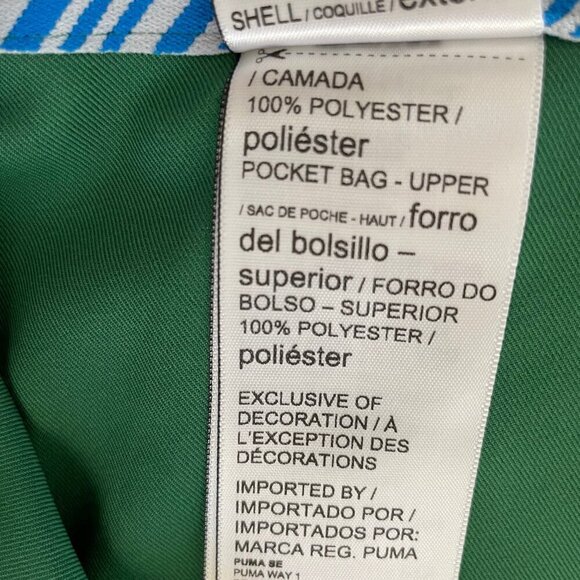 SHELL / COQUILLE /
/ CAMADA
100% POLYESTER /
poliéster
POCKET BAG - UPPER
/ SAC DE POCHE - HAUT / forro
del bolsillo –
superior / FORRO DO
BOLSO – SUPERIOR
100% POLYESTER /
poliéster
EXCLUSIVE OF
DECORATION / À
L'EXCEPTION DES
DÉCORATIONS
IMPORTED BY /
IMPORTADO POR /
IMPORTADOS POR:
MARCA REG. PUMA
PUMA SE
PUMA WAY 1